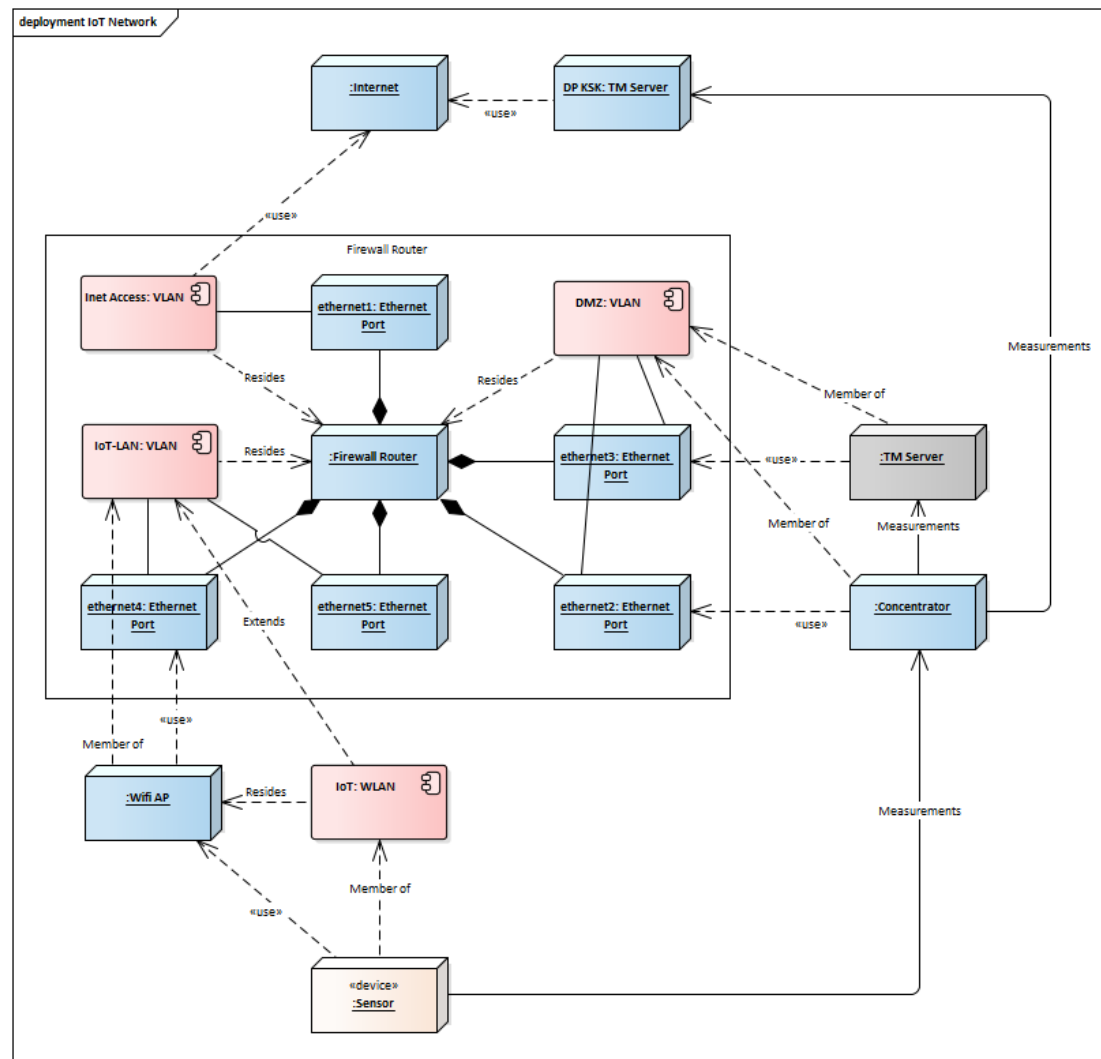 deployment IoT Network
:Internet
DP KSK: TM Server
«use»
«use»
Firewall Router
Inet Access: VLAN
ethernet1: Ethernet
Port
DMZ: VLAN
Measurements
Resides
Resides
Member of
IoT-LAN: VLAN
Resides
:Firewall Router
ethernet3: Ethernet
Port
«use»
:TM Server
Member of
Measurements
ethernet4: Ethernet
Port
ethernet5: Ethernet
Port
ethernet2: Ethernet
Port
:Concentrator
Extends
«use»
«use»
Member of
:Wifi AP
Resides
IoT: WLAN
Measurements
Member of
«use»
«device»
:Sensor